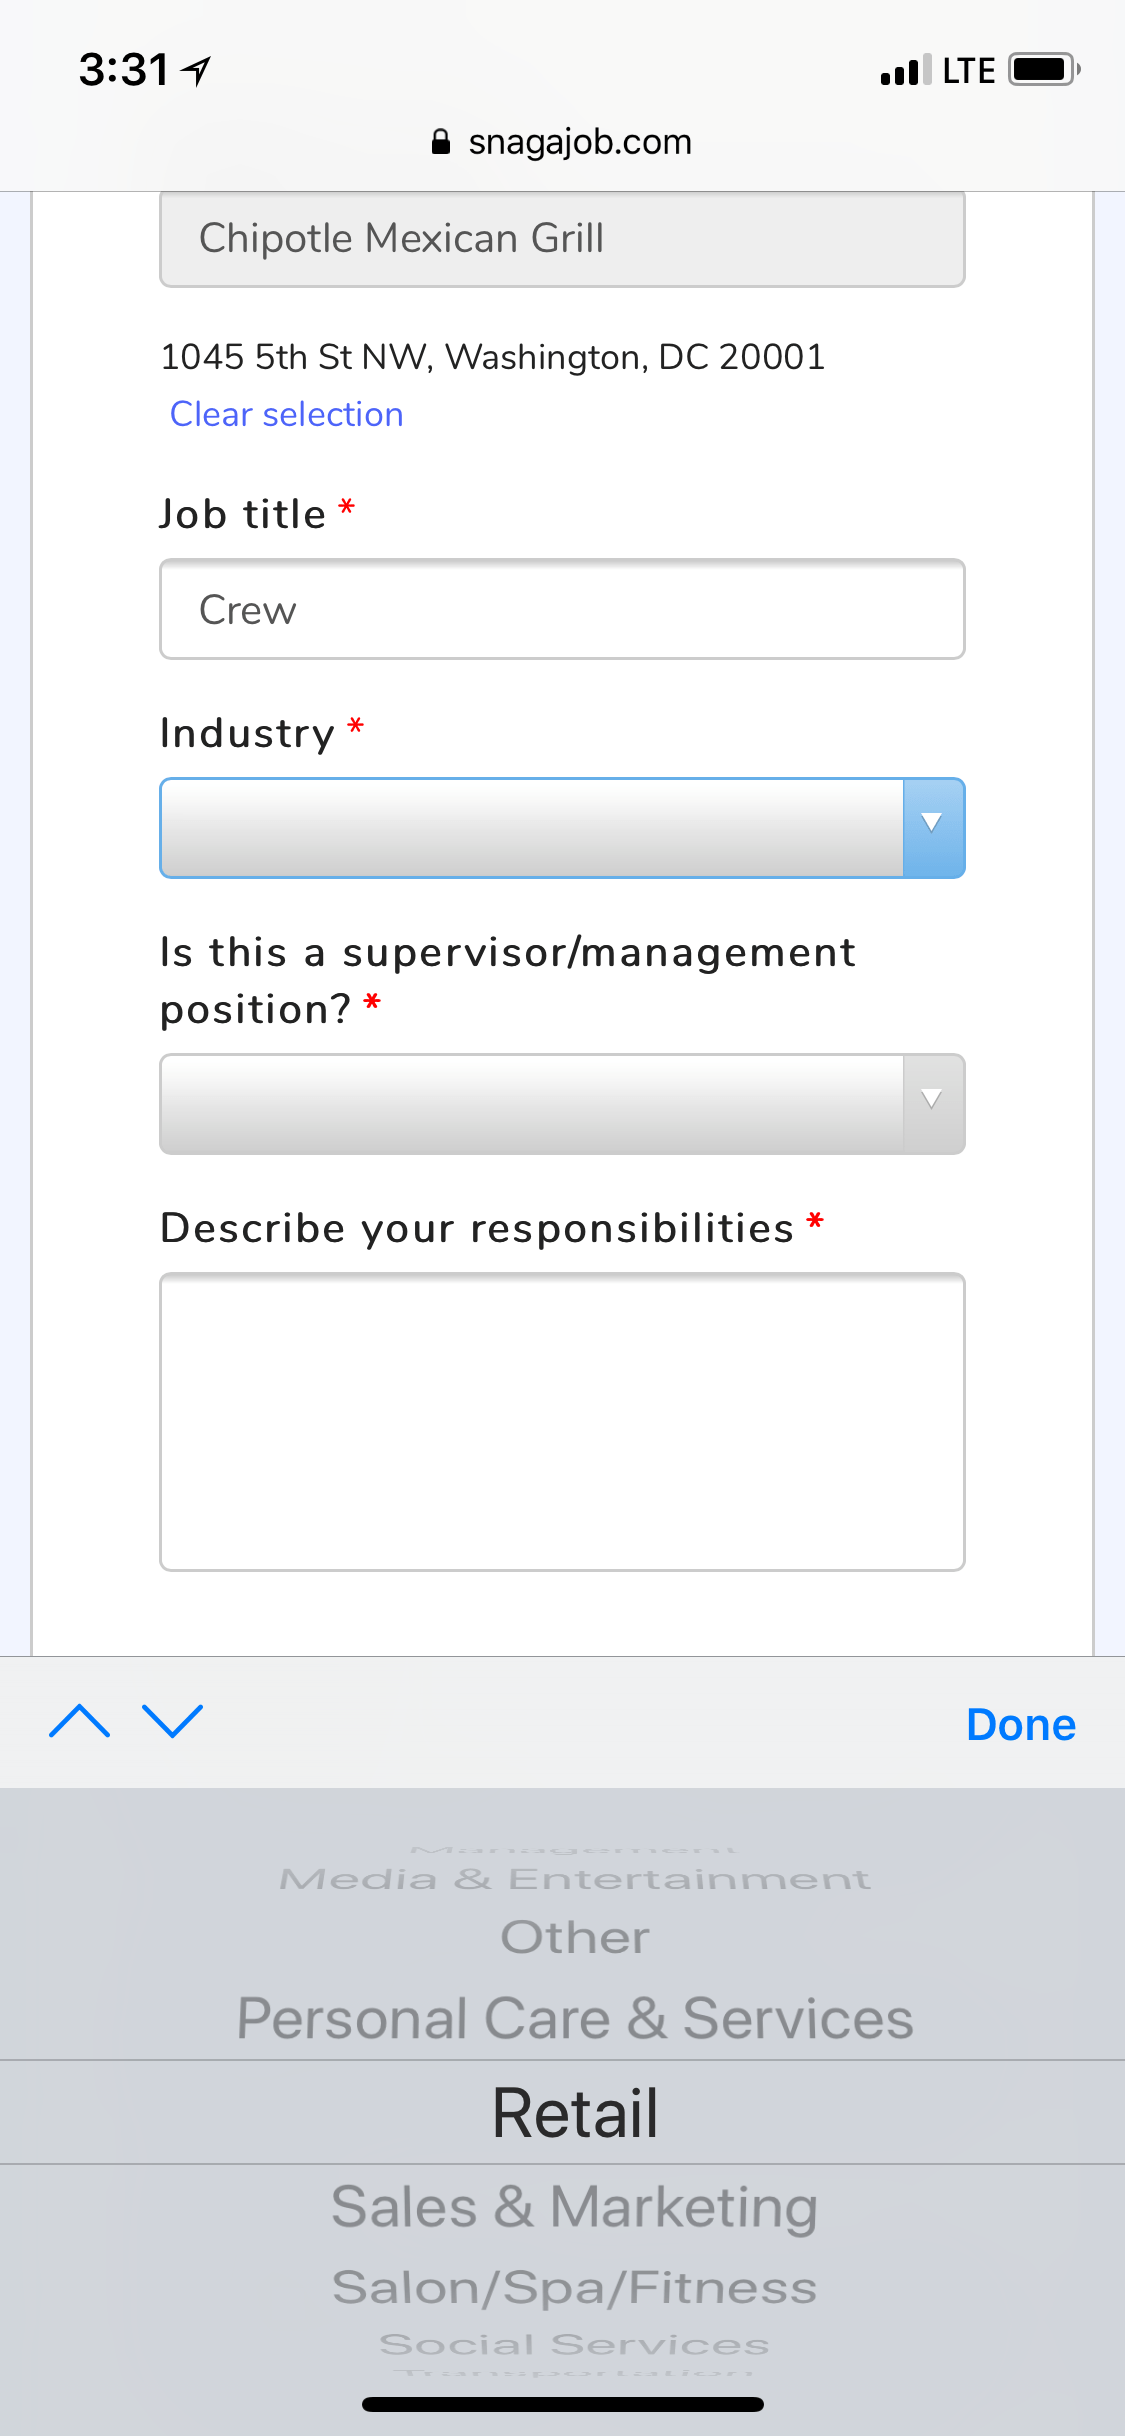 3:31
LTE
snagajob.com
Chipotle Mexican Grill
1045 5th St NW, Washington, DC 20001
Clear selection
Job title *
Crew
Industry *
Is this a supervisor/management
position? *
Describe your responsibilities *
Done
Management
Media & Entertainment
Other
Personal Care & Services
Retail
Sales & Marketing
Salon/Spa/Fitness
Social Services
Transportation